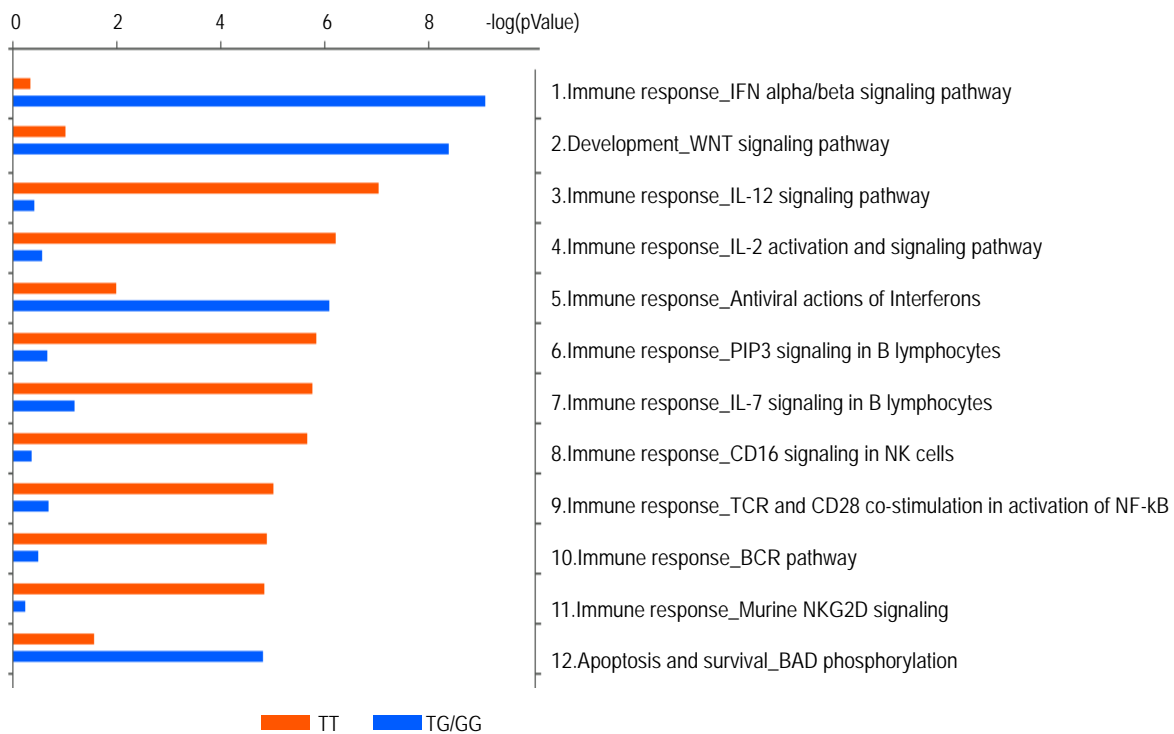 0 2 4 6 8 -log(pValue)
1.Immune response_IFN alpha/beta signaling pathway
2.Development_WNT signaling pathway
3.Immune response_IL-12 signaling pathway
4.Immune response_IL-2 activation and signaling pathway
5.Immune response_Antiviral actions of Interferons
6.Immune response_PIP3 signaling in B lymphocytes
7.Immune response_IL-7 signaling in B lymphocytes
8.Immune response_CD16 signaling in NK cells
9.Immune response_TCR and CD28 co-stimulation in activation of NF-kB
10.Immune response_BCR pathway
11.Immune response_Murine NKG2D signaling
12.Apoptosis and survival_BAD phosphorylation
TT TG/GG